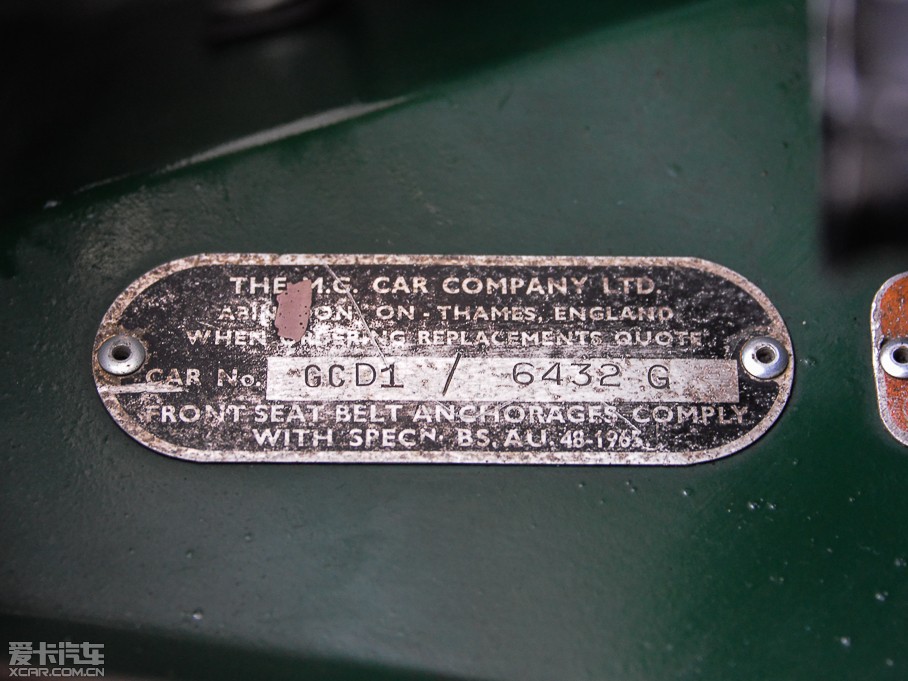 THE M.G. CAR COMPANY LTD.
ON - THAMES, ENGLAND
WHEN ORDERING REPLACEMENTS QUOTE
CAR No. GCD1 / 6432 G
FRONT SEAT BELT ANCHORAGES COMPLY
WITH SPECN. BS. A.U. 48-1965.
爱卡汽车
XCAR.COM.CN